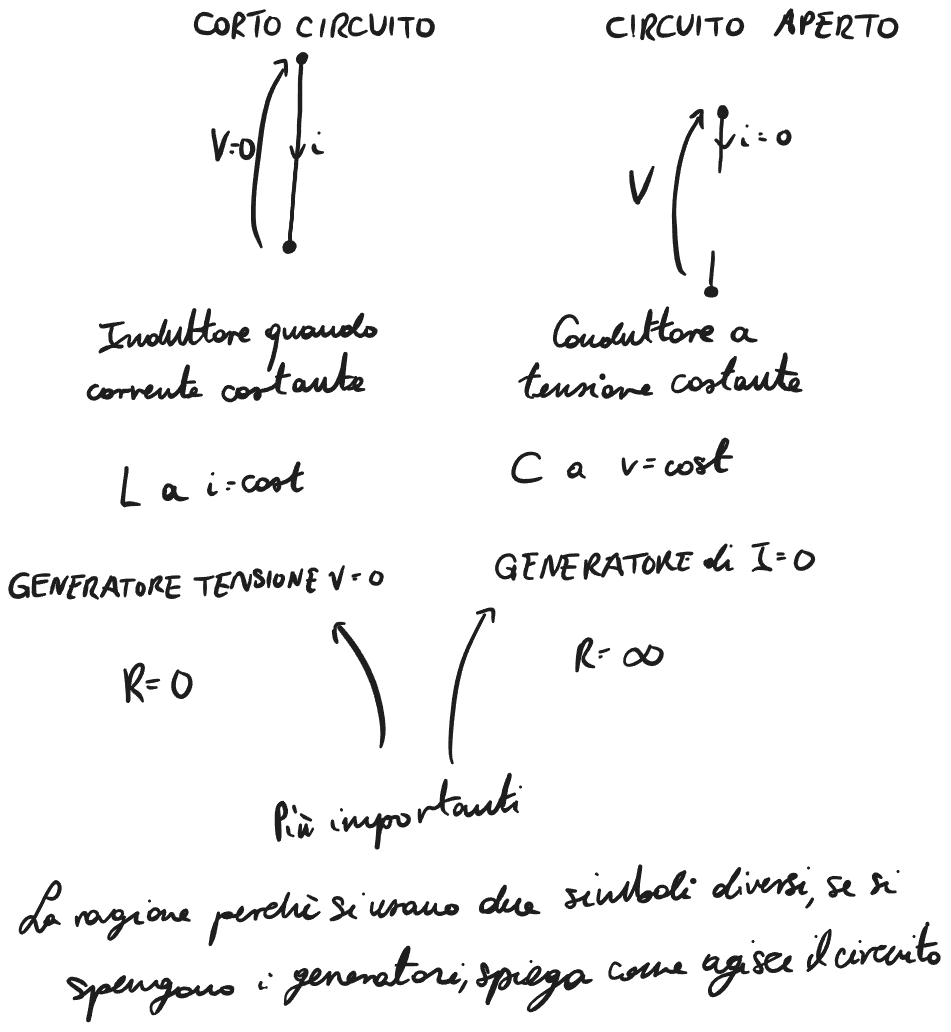 CORTO CIRCUITO
V=0
i
Induttore quando
corrente costante
L a i=cost
GENERATORE TENSIONE V=0
R=0
CIRCUITO APERTO
i=0
V
Conduttore a
tensione costante
C a v=cost
GENERATORE di I=0
R=∞
Più importanti
La ragione perchè si usano due simboli diversi, se si
spengono i generatori, spiega come agisce il circuito